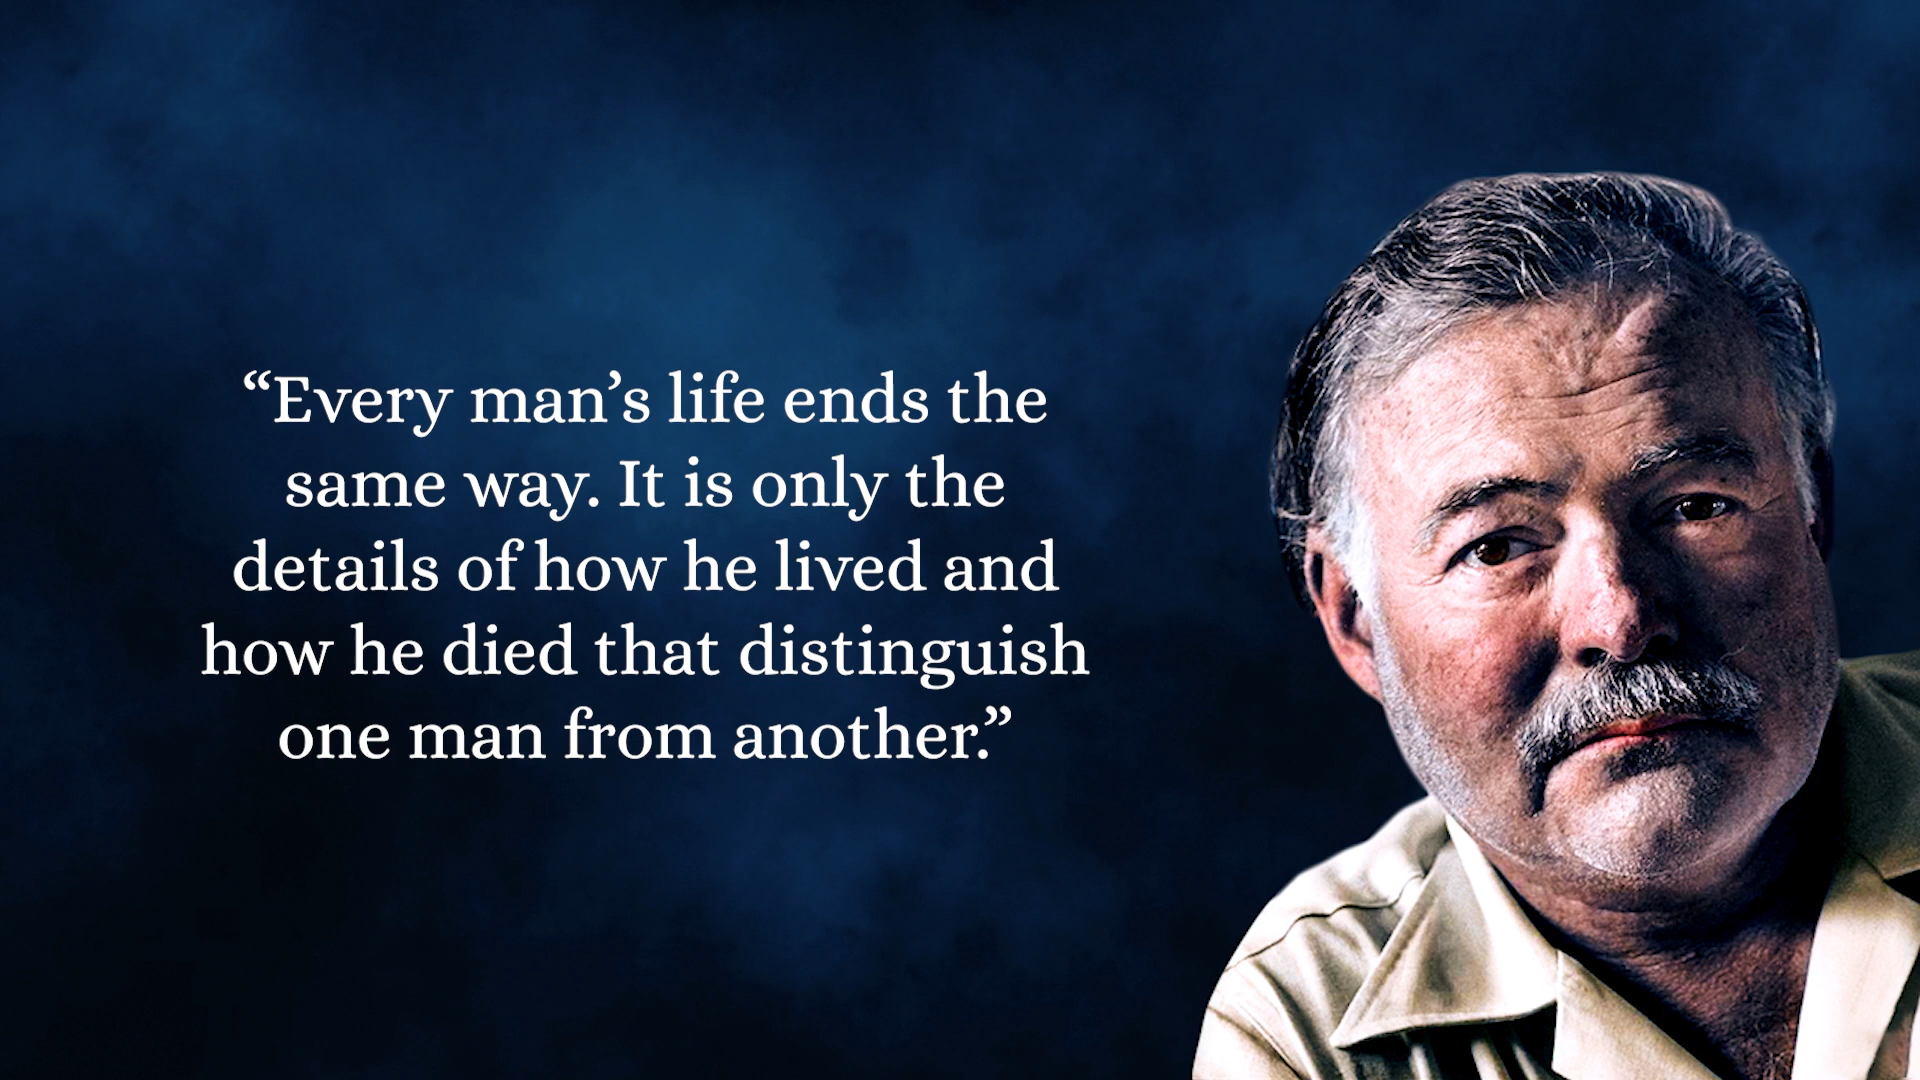 “Every man’s life ends the
same way. It is only the
details of how he lived and
how he died that distinguish
one man from another.”